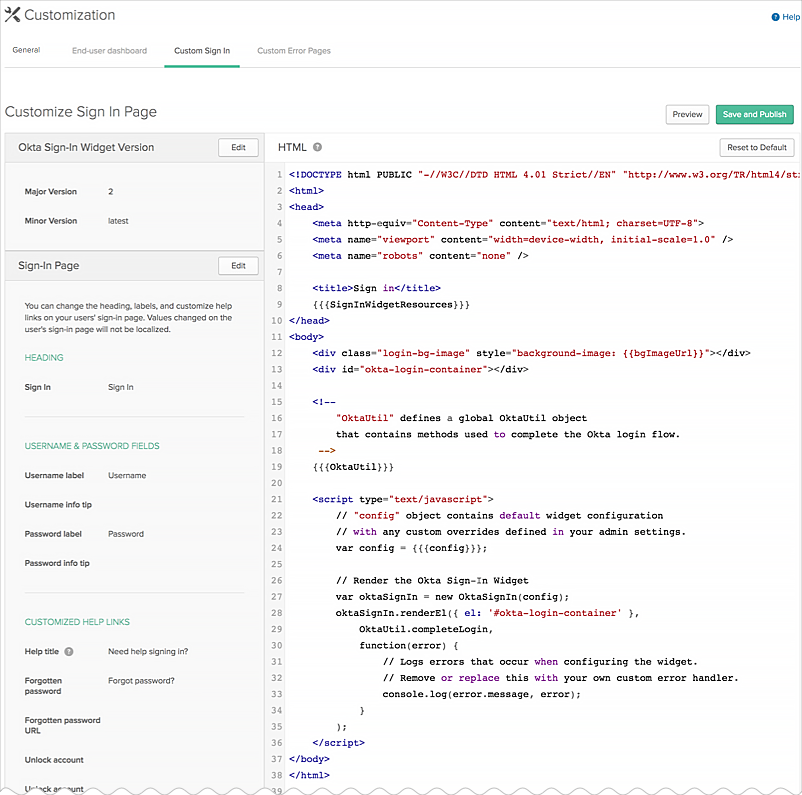 Customization
Help
General
End-user dashboard
Custom Sign In
Custom Error Pages
Customize Sign In Page
Preview
Save and Publish
Okta Sign-In Widget Version
Edit
Major Version
2
Minor Version
latest
Sign-In Page
Edit
You can change the heading, labels, and customize help
links on your users' sign-in page. Values changed on the
user's sign-in page will not be localized.
HEADING
Sign In
Sign In
USERNAME & PASSWORD FIELDS
Username label
Username
Username info tip
Password label
Password
Password info tip
CUSTOMIZED HELP LINKS
Help title ?
Need help signing in?
Forgotten
password
Forgot password?
Forgotten password
URL
Unlock account
Unlock account
HTML ?
Reset to Default
1 <!DOCTYPE html PUBLIC "-//W3C//DTD HTML 4.01 Strict//EN" "http://www.w3.org/TR/html4/st
2 <html>
3 <head>
4 <meta http-equiv="Content-Type" content="text/html; charset=UTF-8">
5 <meta name="viewport" content="width=device-width, initial-scale=1.0" />
6 <meta name="robots" content="none" />
7
8 <title>Sign in</title>
9 {{{SignInWidgetResources}}}
10 </head>
11 <body>
12 <div class="login-bg-image" style="background-image: {{bgImageUrl}}"></div>
13 <div id="okta-login-container"></div>
14
15 <!--
16 "OktaUtil" defines a global OktaUtil object
17 that contains methods used to complete the Okta login flow.
18 -->
19 {{{OktaUtil}}}
20
21 <script type="text/javascript">
22 // "config" object contains default widget configuration
23 // with any custom overrides defined in your admin settings.
24 var config = {{{config}}};
25
26 // Render the Okta Sign-In Widget
27 var oktaSignIn = new OktaSignIn(config);
28 oktaSignIn.renderEl({ el: '#okta-login-container' },
29 OktaUtil.completeLogin,
30 function(error) {
31 // Logs errors that occur when configuring the widget.
32 // Remove or replace this with your own custom error handler.
33 console.log(error.message, error);
34 }
35 );
36 </script>
37 </body>
38 </html>
39